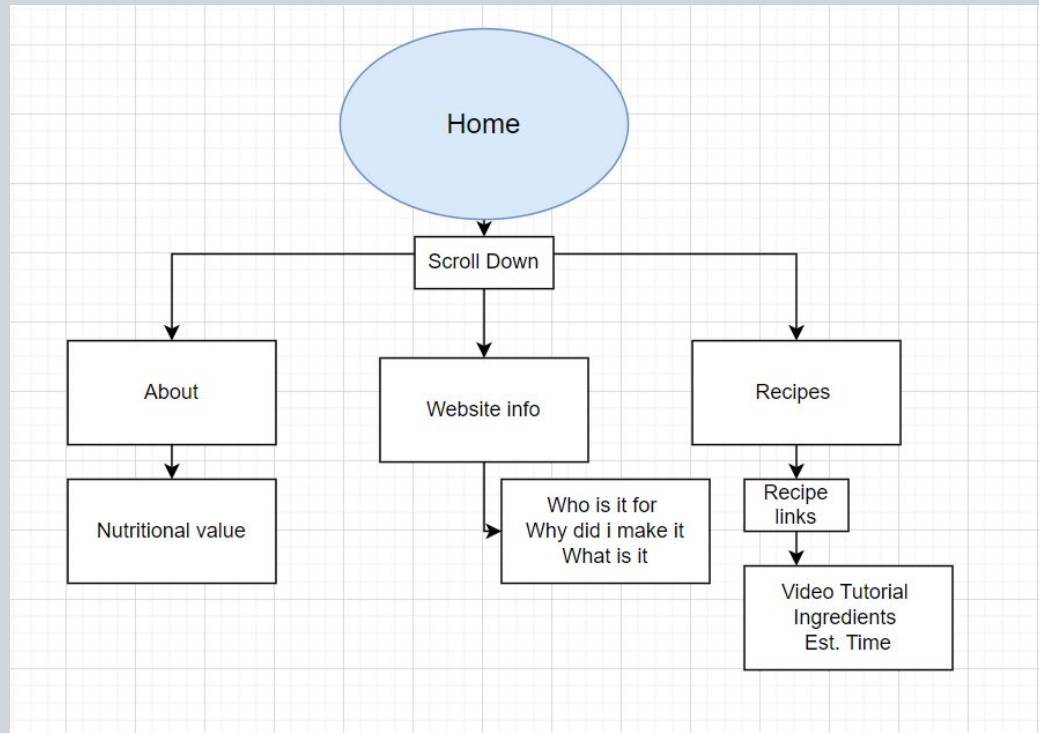 Home
Scroll Down
About
Website info
Recipes
Nutritional value
Who is it for
Why did i make it
What is it
Recipe
links
Video Tutorial
Ingredients
Est. Time